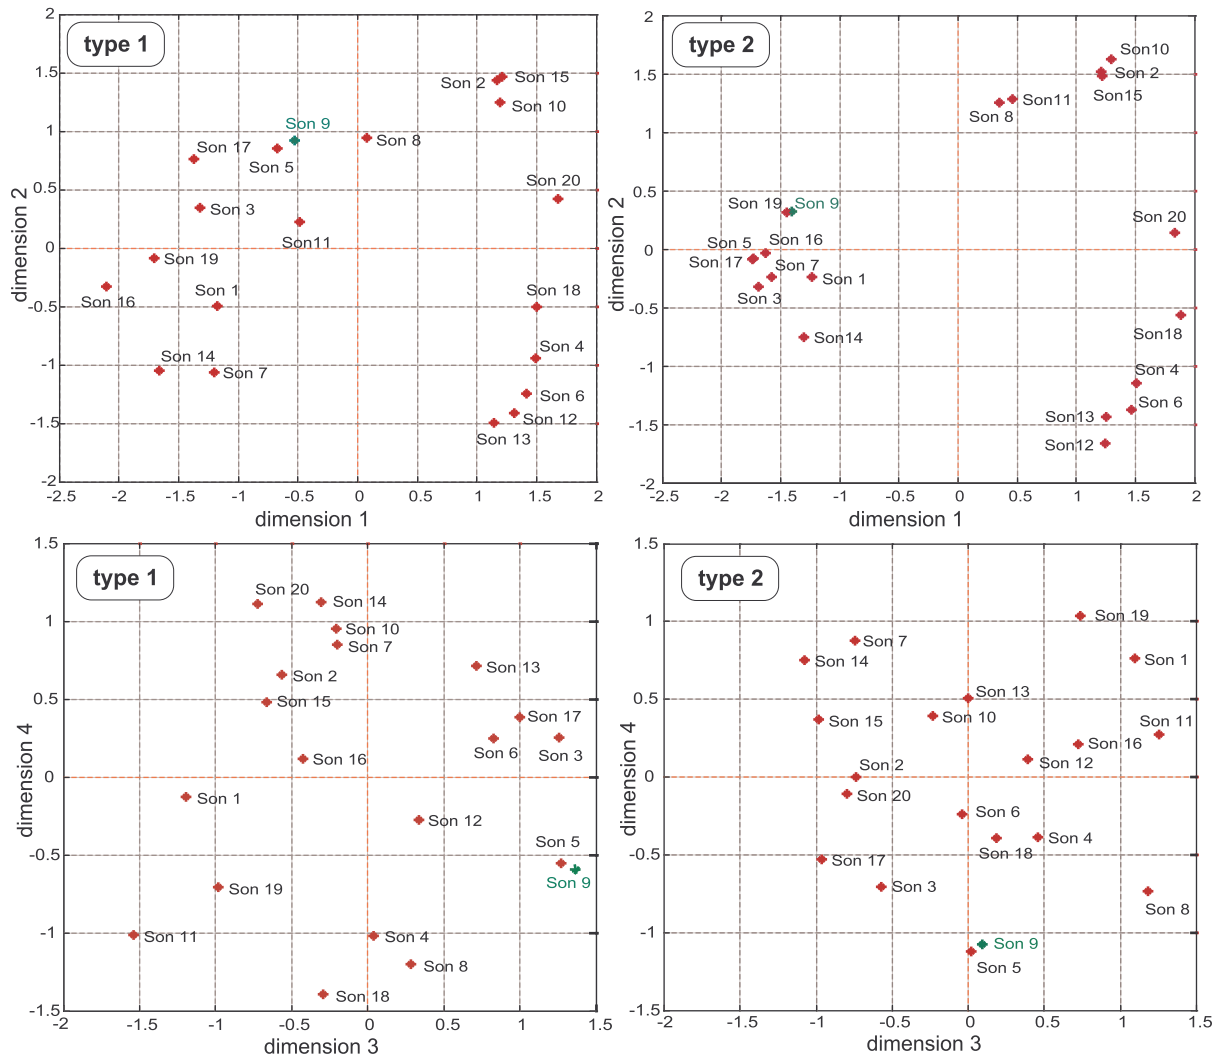 2
type 1
1.5
Son 15
Son 2
Son 10
1
Son 9
Son 17
Son 8
Son 5
0.5
Son 20
Son 3
Son11
0
Son 19
Son 16
Son 1
Son 18
-0.5
Son 14
Son 7
Son 4
-1
Son 6
Son 12
Son 13
-1.5
-2
-2.5 -2 -1.5 -1 -0.5 0 0.5 1 1.5 2
dimension 1
dimension 2
2
type 2
1.5
Son10
Son 2
Son15
Son11
Son 8
1
0.5
Son 19
Son 9
Son 20
Son 5
Son 16
0
Son 17
Son 7
Son 1
Son 3
-0.5
Son14
Son18
-1
Son 4
Son 6
Son13
Son12
-1.5
-2
-2.5 -2 -1.5 -1 -0.5 0 0.5 1 1.5 2
dimension 1
dimension 2
1.5
type 1
Son 20
Son 14
1
Son 10
Son 7
Son 2
Son 13
0.5
Son 15
Son 17
Son 6
Son 3
Son 16
0
Son 1
Son 12
Son 5
-0.5
Son 9
Son 19
-1
Son 11
Son 4
Son 8
Son 18
-1.5
-2 -1.5 -1 -0.5 0 0.5 1 1.5
dimension 3
dimension 4
1.5
type 2
Son 19
1
Son 7
Son 14
Son 1
0.5
Son 13
Son 15
Son 10
Son 11
Son 16
Son 12
0
Son 2
Son 20
Son 6
Son 4
Son 18
-0.5
Son 17
Son 3
Son 8
-1
Son 9
Son 5
-1.5
-2 -1.5 -1 -0.5 0 0.5 1 1.5
dimension 3
dimension 4